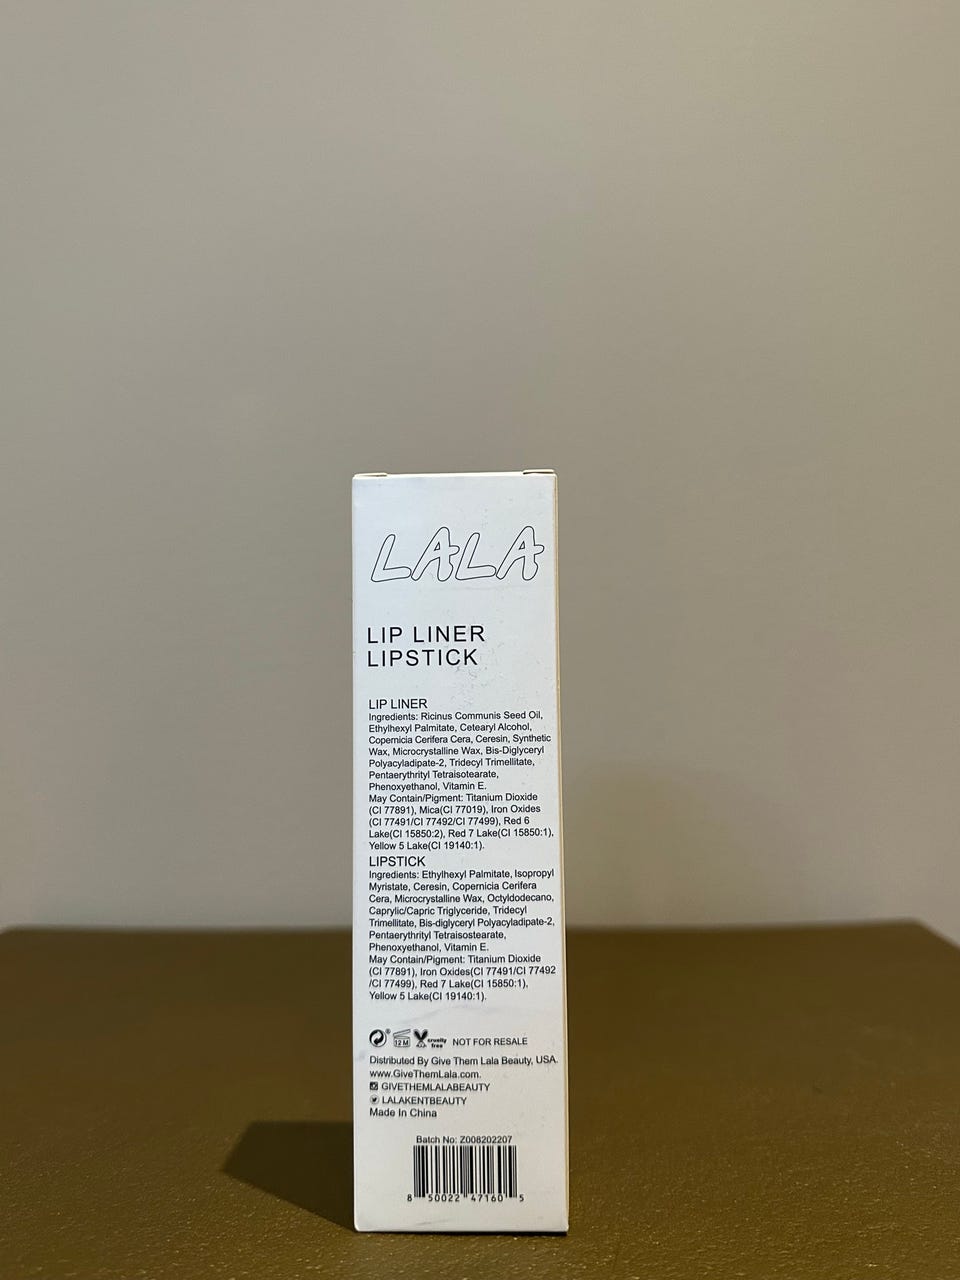 LALA
LIP LINER
LIPSTICK
LIP LINER
Ingredients: Ricinus Communis Seed Oil,
Ethylhexyl Palmitate, Cetearyl Alcohol,
Copernicia Cerifera Cera, Ceresin, Synthetic
Wax, Microcrystalline Wax, Bis-Diglyceryl
Polyacyladipate-2, Tridecyl Trimellitate,
Pentaerythrityl Tetraisotearate,
Phenoxyethanol, Vitamin E.
May Contain/Pigment: Titanium Dioxide
(CI 77891), Mica(CI 77019), Iron Oxides
(CI 77491/CI 77492/CI 77499), Red 6
Lake(CI 15850:2), Red 7 Lake(CI 15850:1),
Yellow 5 Lake(CI 19140:1).
LIPSTICK
Ingredients: Ethylhexyl Palmitate, Isopropyl
Myristate, Ceresin, Copernicia Cerifera
Cera, Microcrystalline Wax, Octyldodecano,
Caprylic/Capric Triglyceride, Tridecyl
Trimellitate, Bis-diglyceryl Polyacyladipate-2,
Pentaerythrityl Tetraisostearate,
Phenoxyethanol, Vitamin E.
May Contain/Pigment: Titanium Dioxide
(CI 77891), Iron Oxides(CI 77491/CI 77492
/CI 77499), Red 7 Lake(CI 15850:1),
Yellow 5 Lake(CI 19140:1).
12 M cruelty free NOT FOR RESALE
Distributed By Give Them Lala Beauty, USA.
www.GiveThemLala.com.
GIVETHEMLALABEAUTY
LALAKENTBEAUTY
Made In China
Batch No: Z008202207
8 50022 47160 5